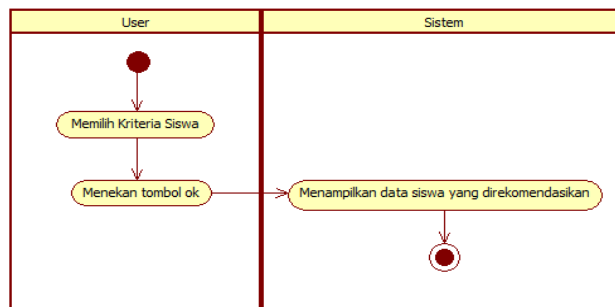 User
Sistem
Memilih Kriteria Siswa
Menekan tombol ok
Menampilkan data siswa yang direkomendasikan